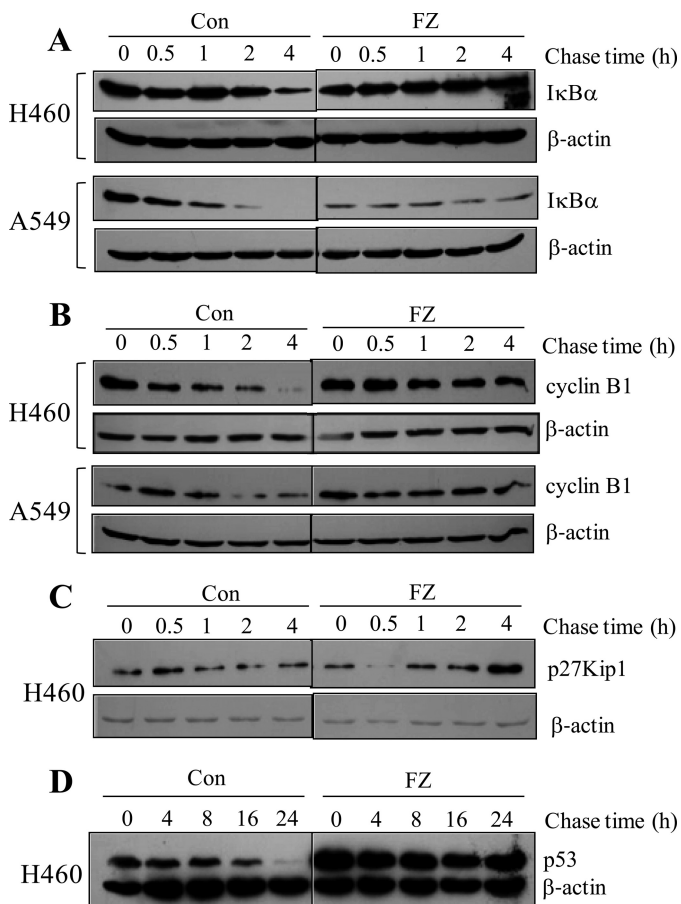 A
Con FZ
0 0.5 1 2 4 0 0.5 1 2 4 Chase time (h)
H460
IκBα
β-actin
A549
IκBα
β-actin
B
Con FZ
0 0.5 1 2 4 0 0.5 1 2 4 Chase time (h)
H460
cyclin B1
β-actin
A549
cyclin B1
β-actin
C
Con FZ
0 0.5 1 2 4 0 0.5 1 2 4 Chase time (h)
H460
p27Kip1
β-actin
D
Con FZ
0 4 8 16 24 0 4 8 16 24 Chase time (h)
H460
p53
β-actin